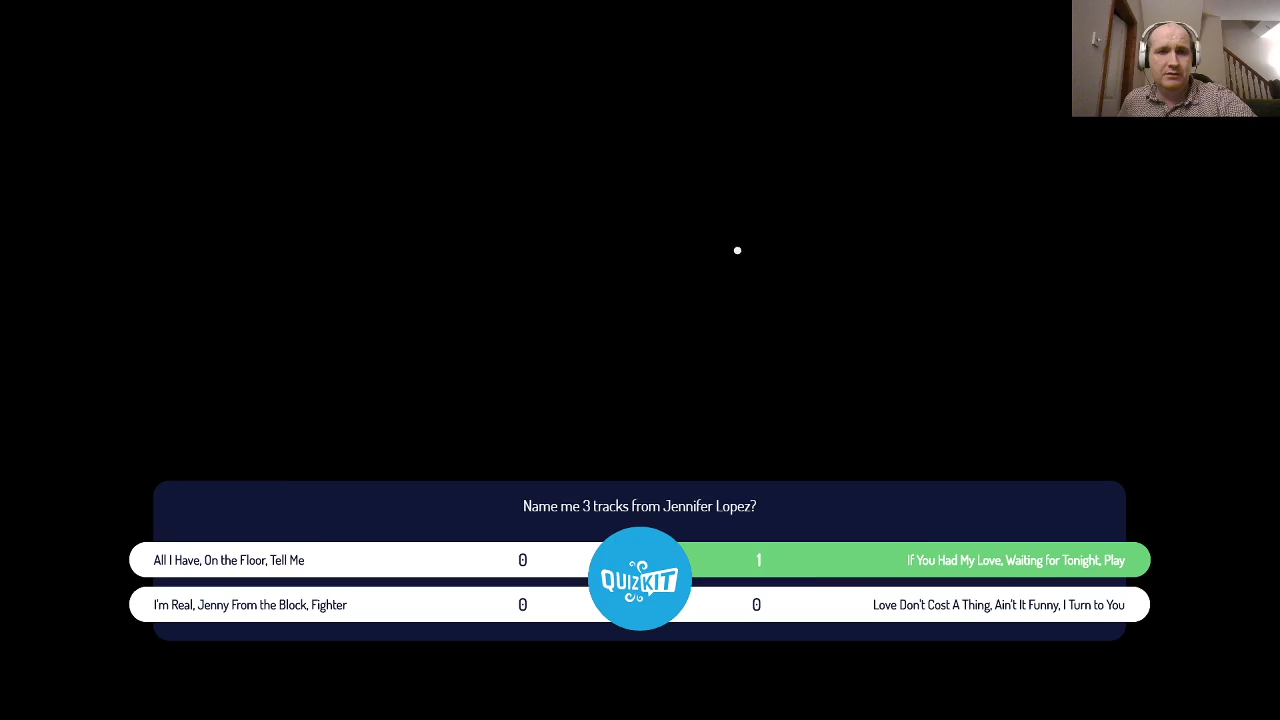 Name me 3 tracks from Jennifer Lopez?
All I Have, On the Floor, Tell Me 0
1 If You Had My Love, Waiting for Tonight, Play
QUIZKIT
I'm Real, Jenny From the Block, Fighter 0
0 Love Don't Cost A Thing, Ain't It Funny, I Turn to You